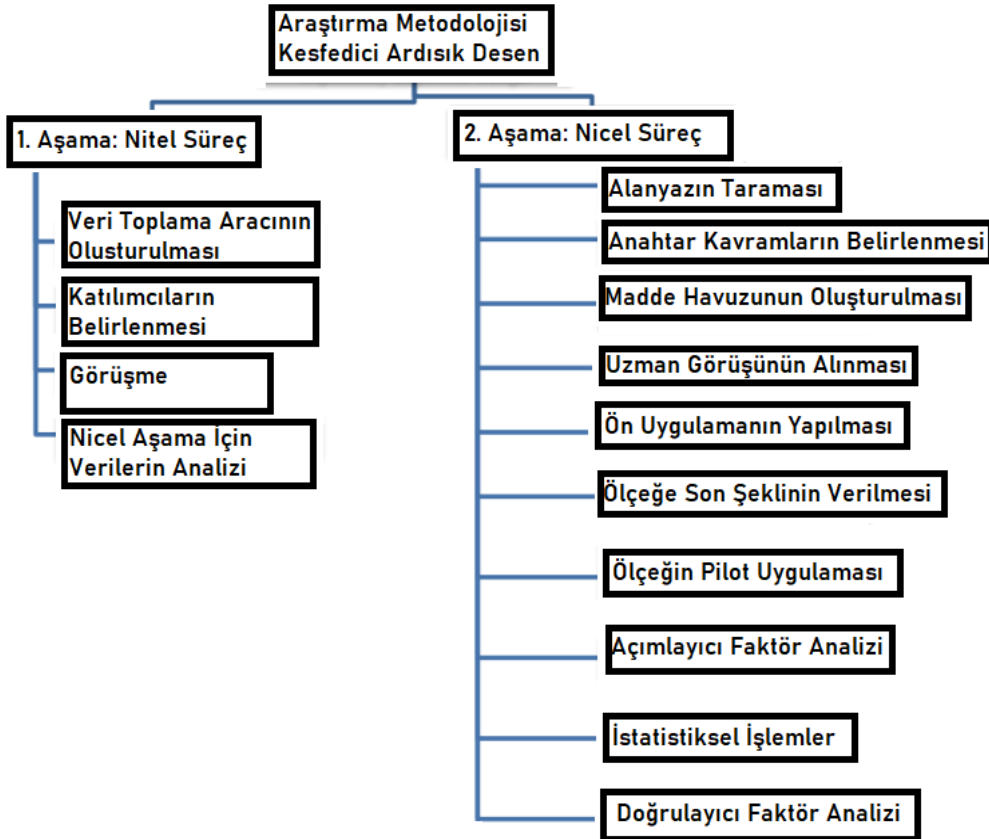 Araştırma Metodolojisi
Kesfedici Ardısık Desen
1. Aşama: Nitel Süreç
Veri Toplama Aracının
Olusturulması
Katılımcıların
Belirlenmesi
Görüşme
Nicel Aşama İçin
Verilerin Analizi
2. Aşama: Nicel Süreç
Alanyazın Taraması
Anahtar Kavramların Belirlenmesi
Madde Havuzunun Oluşturulması
Uzman Görüşünün Alınması
Ön Uygulamanın Yapılması
Ölçeğe Son Şeklinin Verilmesi
Ölçeğin Pilot Uygulaması
Açımlayıcı Faktör Analizi
İstatistiksel İşlemler
Doğrulayıcı Faktör Analizi